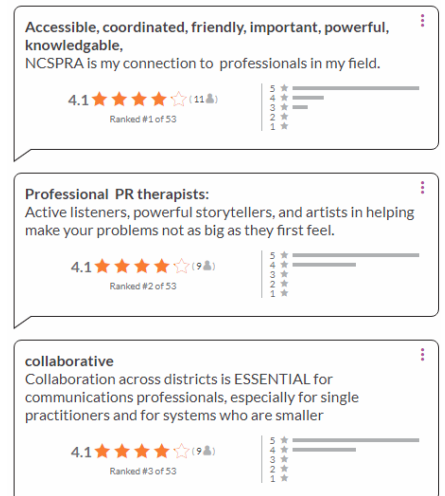 Accessible, coordinated, friendly, important, powerful,
knowledgable,
NCSPRA is my connection to professionals in my field.
4.1 ★★★★☆ (11)
Ranked #1 of 53
5 ★
4 ★
3 ★
2 ★
1 ★
Professional PR therapists:
Active listeners, powerful storytellers, and artists in helping
make your problems not as big as they first feel.
4.1 ★★★★☆ (9)
Ranked #2 of 53
5 ★
4 ★
3 ★
2 ★
1 ★
collaborative
Collaboration across districts is ESSENTIAL for
communications professionals, especially for single
practitioners and for systems who are smaller
4.1 ★★★★☆ (9)
Ranked #3 of 53
5 ★
4 ★
3 ★
2 ★
1 ★